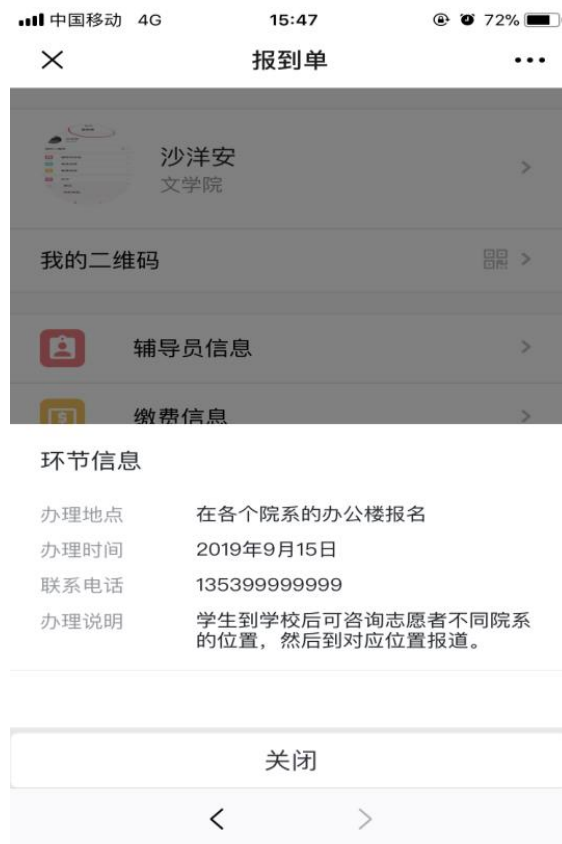 中国移动 4G 15:47 72%
报到单
沙洋安
文学院
我的二维码
辅导员信息
缴费信息
环节信息
办理地点 在各个院系的办公楼报名
办理时间 2019年9月15日
联系电话 135399999999
办理说明 学生到学校后可咨询志愿者不同院系
的位置，然后到对应位置报道。
关闭